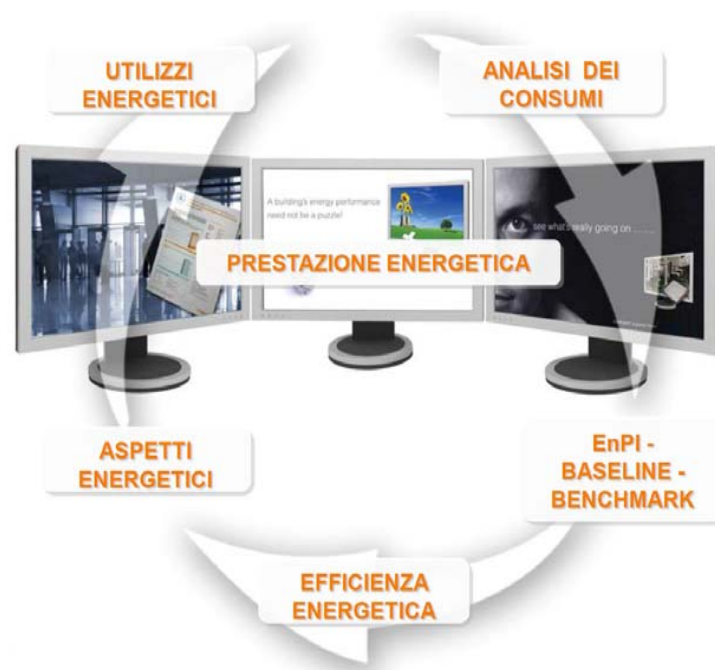 UTILIZZI
ENERGETICI
ANALISI DEI
CONSUMI
A building's energy performance
need not be a puzzle!
see what's really going on ........
PRESTAZIONE ENERGETICA
ASPETTI
ENERGETICI
EnPI -
BASELINE -
BENCHMARK
EFFICIENZA
ENERGETICA